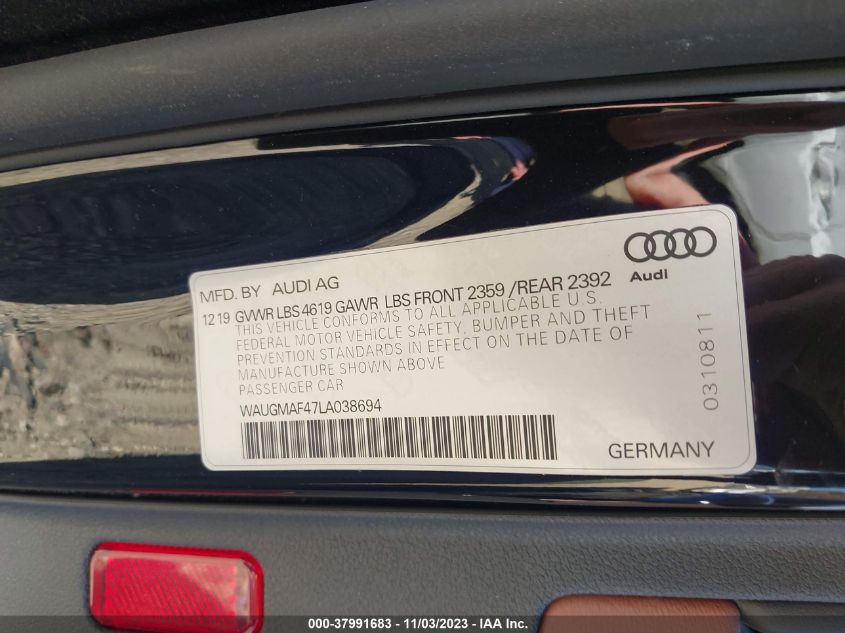 Audi
MFD. BY AUDI AG
12 19 GVWR LBS 4619 GAWR LBS FRONT 2359 /REAR 2392
THIS VEHICLE CONFORMS TO ALL APPLICABLE U.S.
FEDERAL MOTOR VEHICLE SAFETY, BUMPER AND THEFT
PREVENTION STANDARDS IN EFFECT ON THE DATE OF
MANUFACTURE SHOWN ABOVE
PASSENGER CAR
WAUGMAF47LA038694
0310811
GERMANY
000-37991683 - 11/03/2023 - IAA Inc.